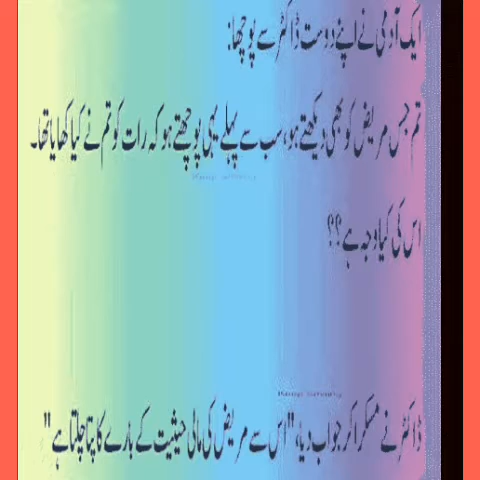 ایک آدمی نے اپنے دوست ڈاکٹر سے پوچھا:
تم جس مریض کو بھی دیکھتے ہو، سب سے پہلے یہی پوچھتے ہو کہ رات کو تم نے کیا کھایا تھا۔
اس کی کیا وجہ ہے؟؟
ڈاکٹر نے مسکرا کر جواب دیا، "اس سے مریض کی مالی حیثیت کے بارے کا پتا چلتا ہے"